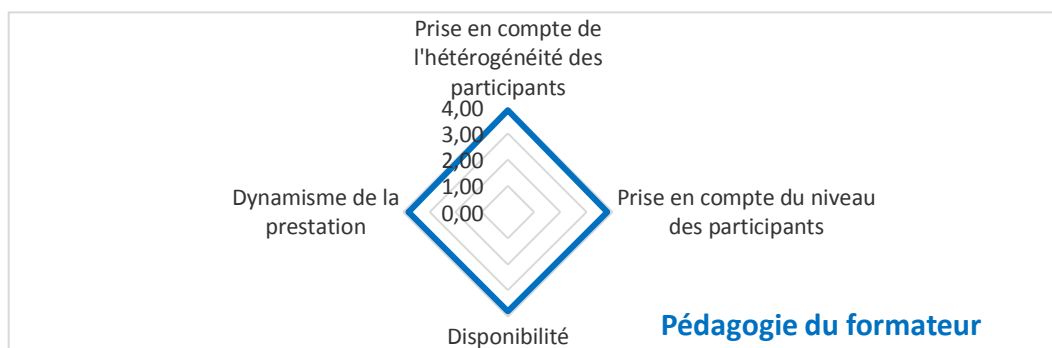 Prise en compte de
l'hétérogénéité des
participants
4,00
3,00
2,00
1,00
0,00
Dynamisme de la
prestation
Prise en compte du niveau
des participants
Disponibilité
Pédagogie du formateur